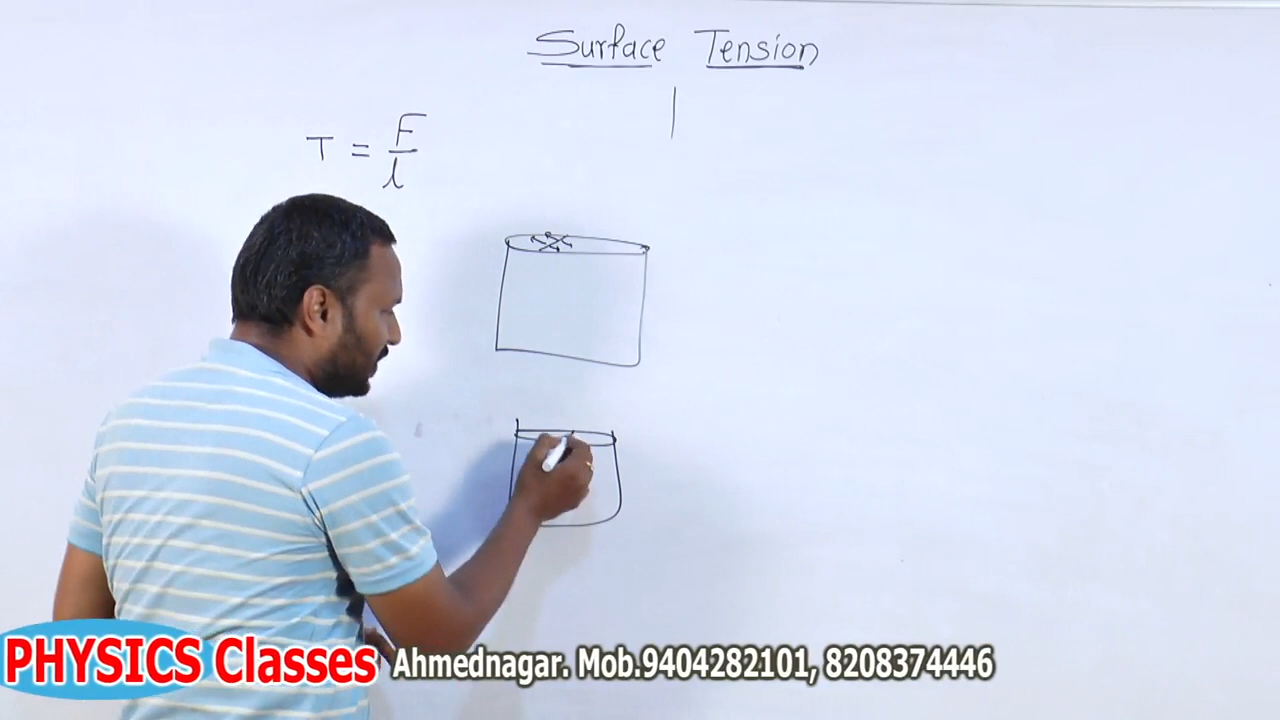 Surface Tension
T = F/l
PHYSICS Classes
Ahmednagar. Mob.9404282101, 8208374446